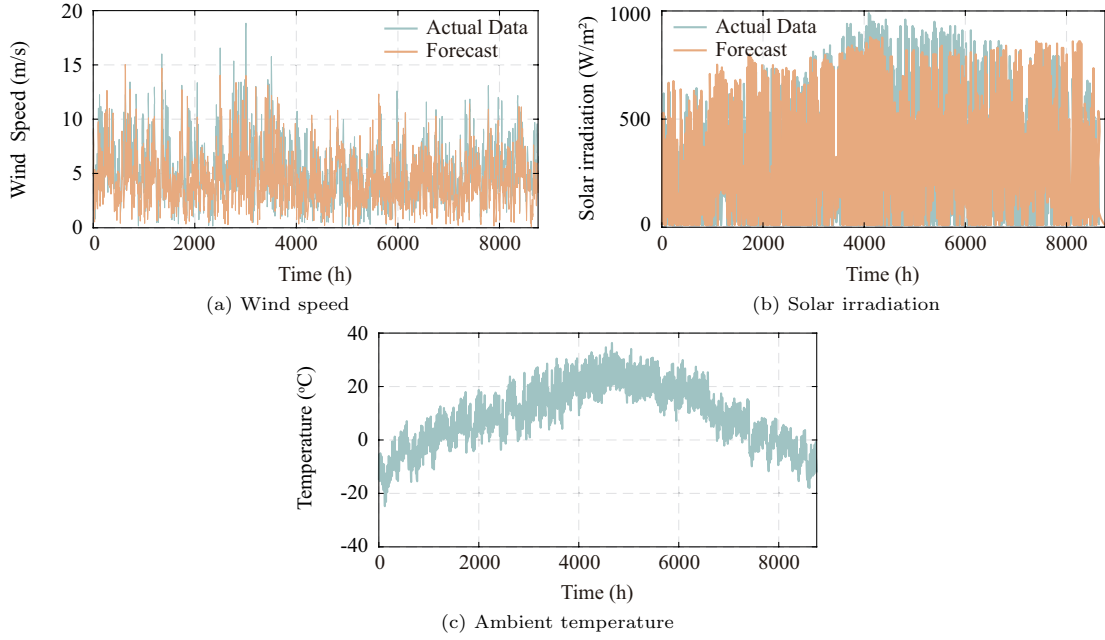 Wind Speed (m/s)
20
15
10
5
0
Actual Data
Forecast
0 2000 4000 6000 8000
Time (h)
(a) Wind speed
Solar irradiation (W/m²)
1000
500
0
Actual Data
Forecast
0 2000 4000 6000 8000
Time (h)
(b) Solar irradiation
Temperature (°C)
40
20
0
-20
-40
0 2000 4000 6000 8000
Time (h)
(c) Ambient temperature